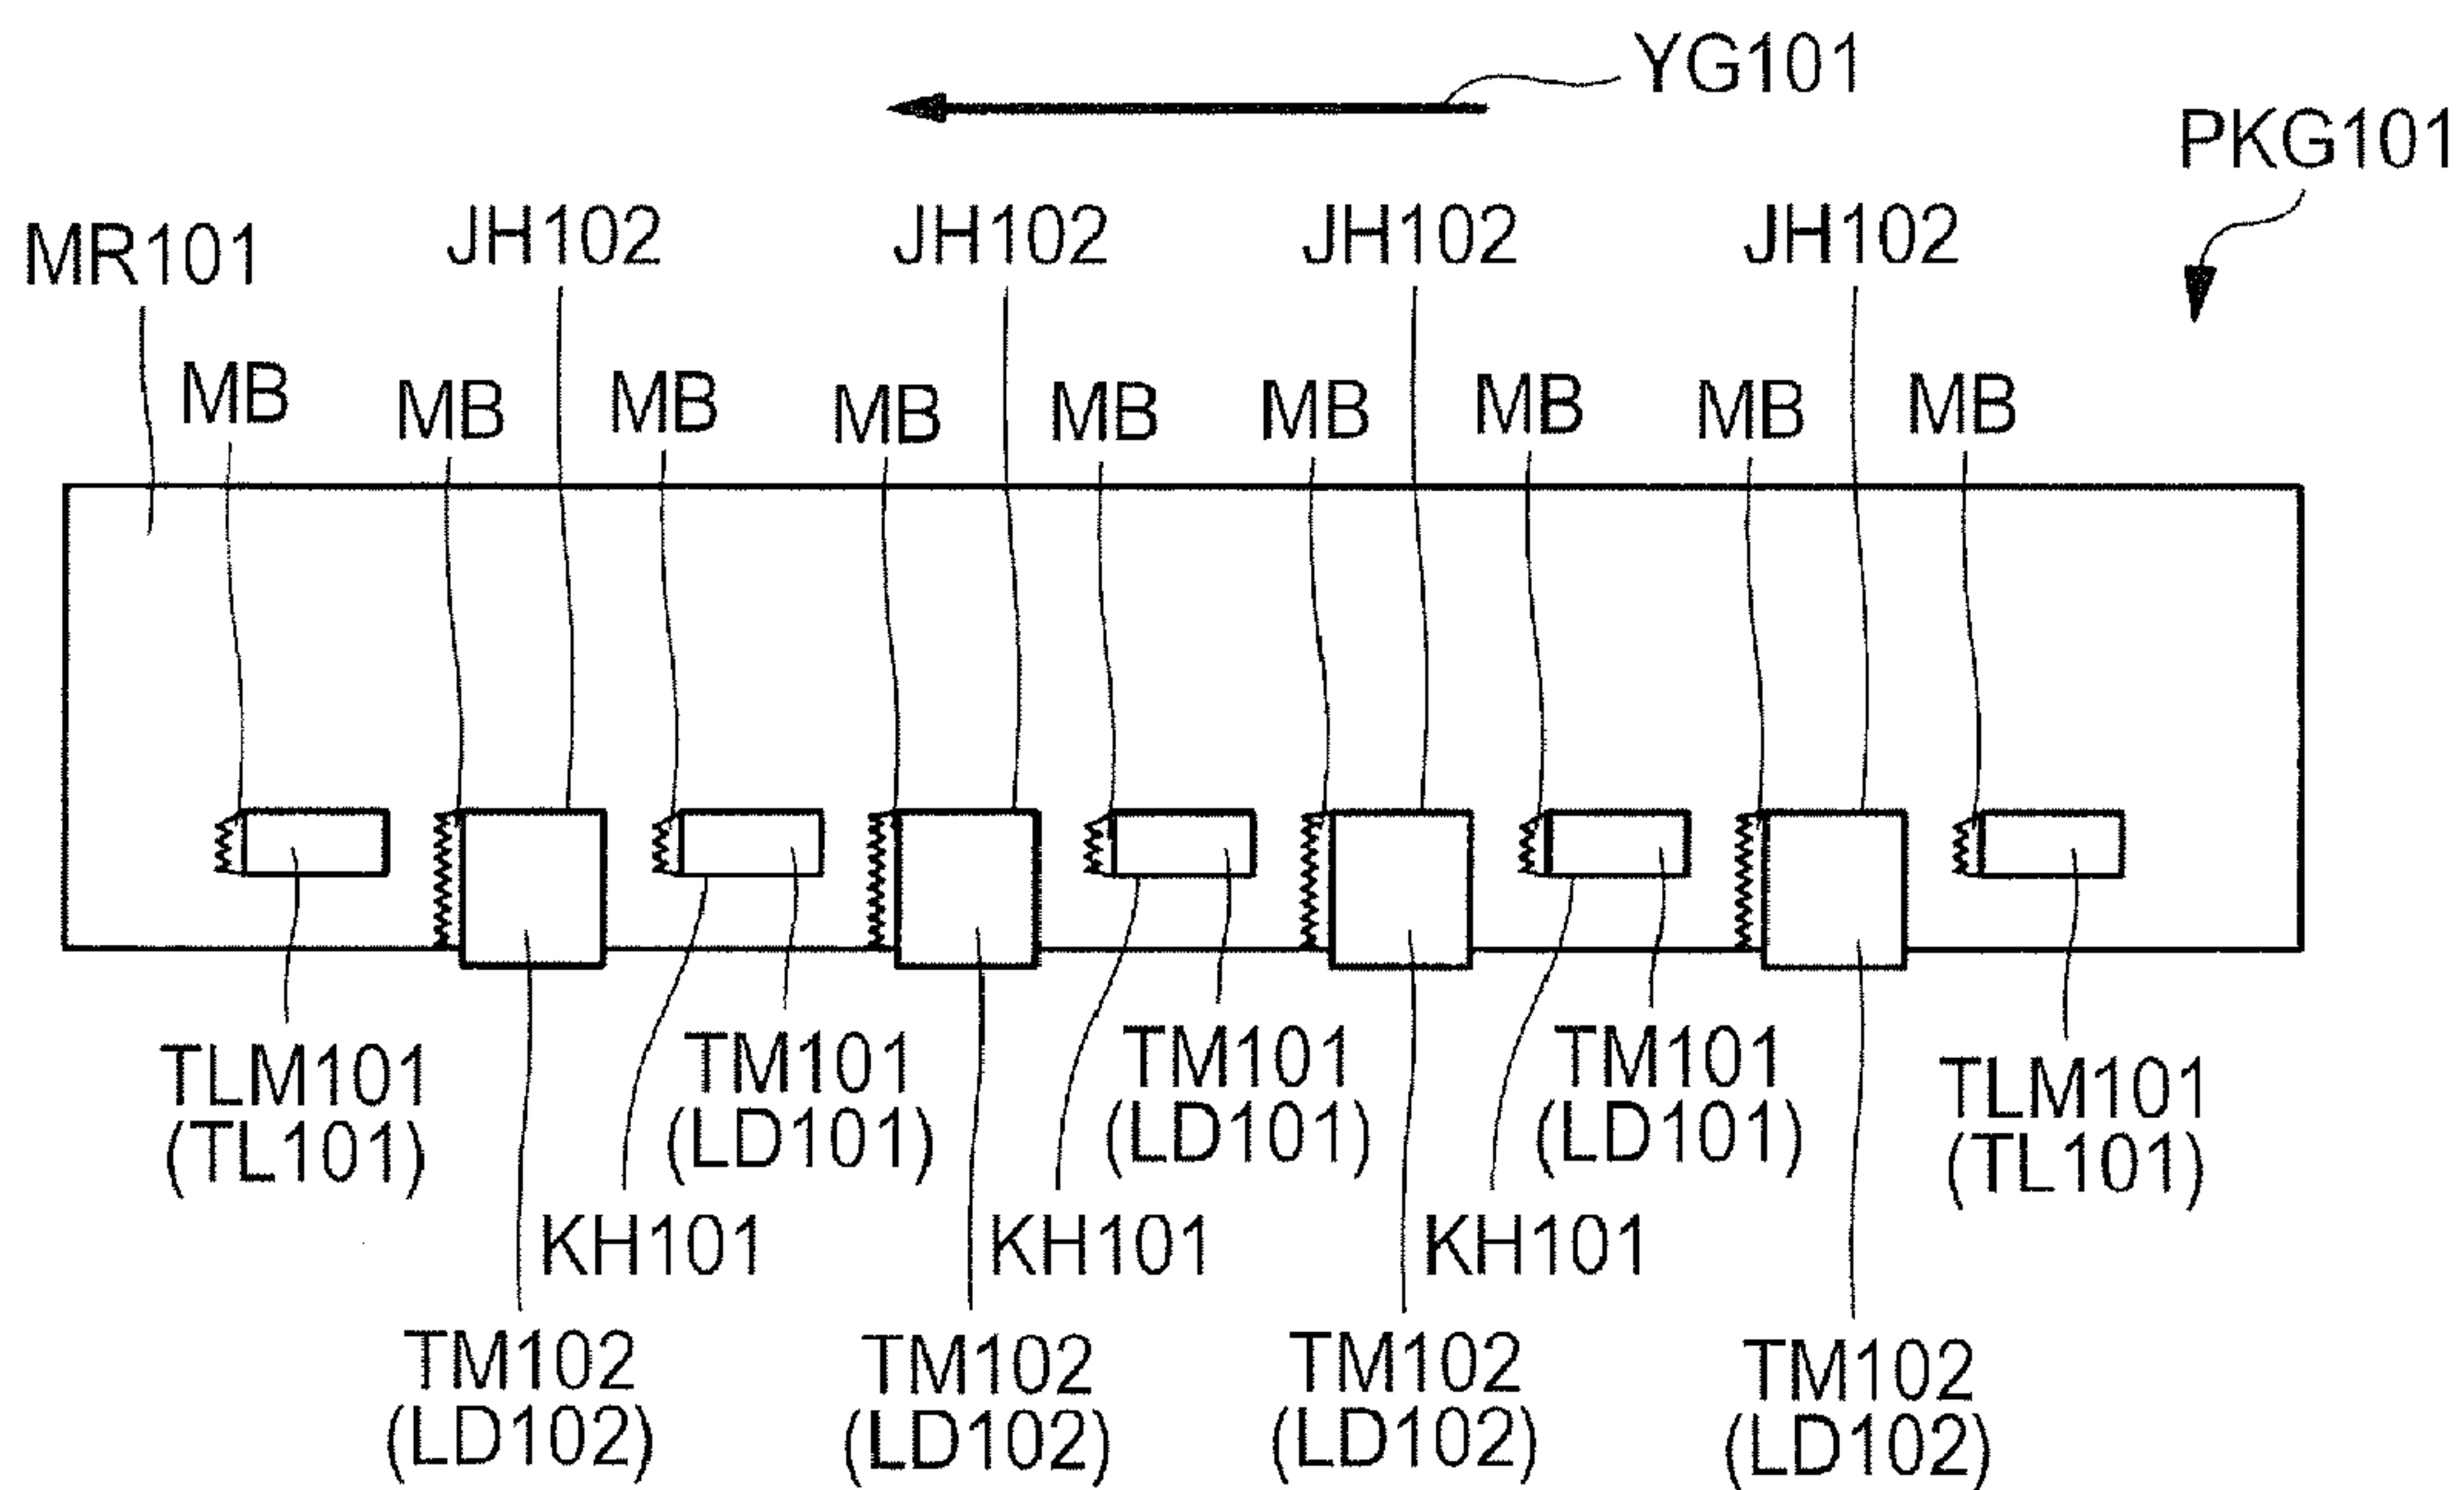 YG101
PKG101
MR101 JH102 JH102 JH102 JH102
MB MB MB MB MB MB MB MB MB
TLM101 TM101 TM101 TM101 TLM101
(TL101) (LD101) (LD101) (LD101) (TL101)
KH101 KH101 KH101
TM102 TM102 TM102 TM102
(LD102) (LD102) (LD102) (LD102)